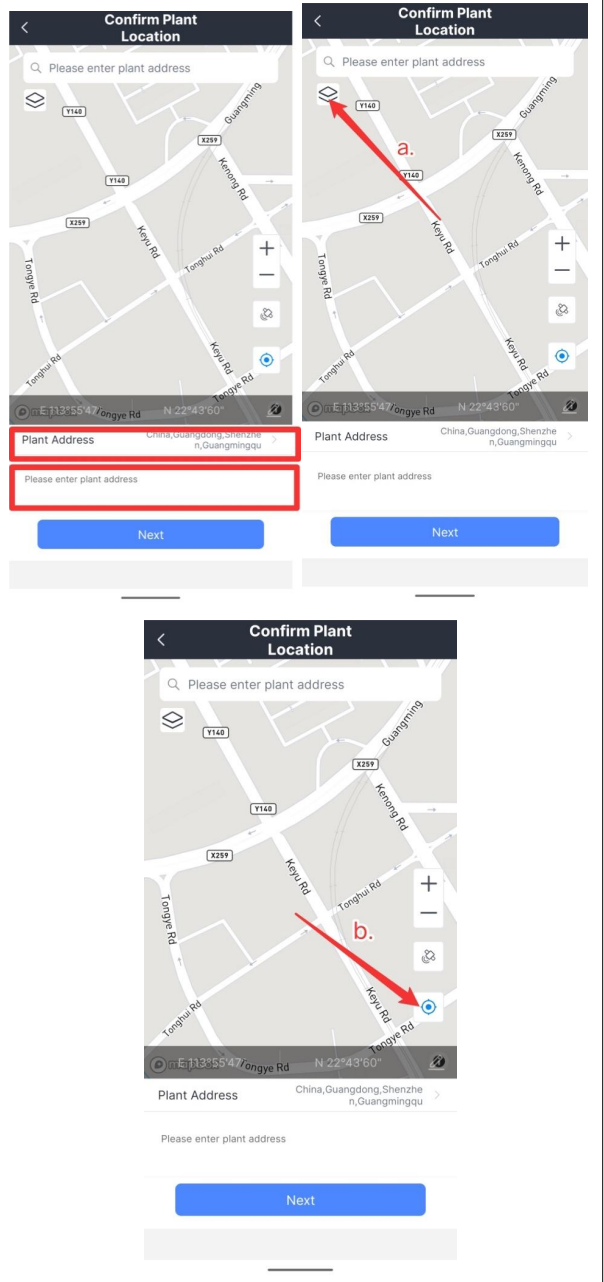 Confirm Plant
Location
Please enter plant address
Y140
Guangming
X259
Kenong Rd
Y140
X259
Keyu Rd
Tonghui Rd
Tongye Rd
+
−
Keyu Rd
Tonghui Rd
Tongye Rd
E 113°55'47"
Tongye Rd
N 22°43'60"
Plant Address
China,Guangdong,Shenzhe
n,Guangmingqu
Please enter plant address
Next
Confirm Plant
Location
Please enter plant address
Y140
Guangming
X259
a.
Kenong Rd
Y140
X259
Keyu Rd
Tonghui Rd
Tongye Rd
+
−
Keyu Rd
Tonghui Rd
Tongye Rd
E 113°55'47"
Tongye Rd
N 22°43'60"
Plant Address
China,Guangdong,Shenzhe
n,Guangmingqu
Please enter plant address
Next
Confirm Plant
Location
Please enter plant address
Y140
Guangming
X259
Kenong Rd
Y140
X259
Keyu Rd
Tonghui Rd
Tongye Rd
+
−
b.
Keyu Rd
Tonghui Rd
Tongye Rd
E 113°55'47"
Tongye Rd
N 22°43'60"
Plant Address
China,Guangdong,Shenzhe
n,Guangmingqu
Please enter plant address
Next